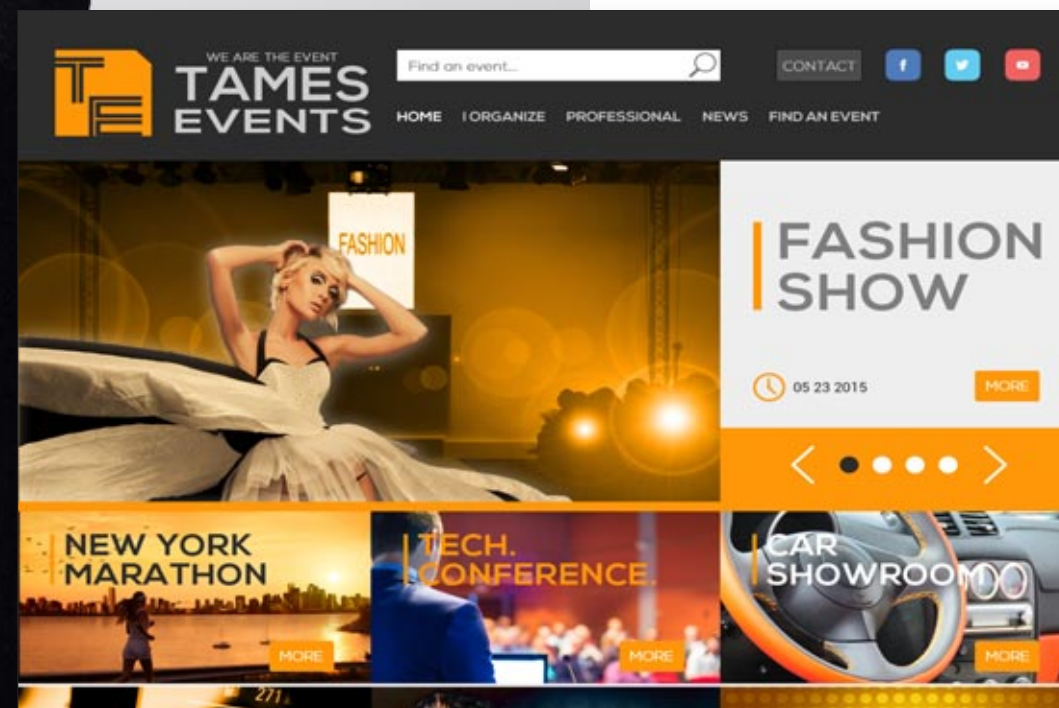 WE ARE THE EVENT
TAMES
EVENTS
Find an event...
CONTACT
HOME
I ORGANIZE
PROFESSIONAL
NEWS
FIND AN EVENT
FASHION
FASHION
SHOW
05 23 2015
MORE
NEW YORK
MARATHON
MORE
TECH.
CONFERENCE.
MORE
CAR
SHOWROOM
MORE
271